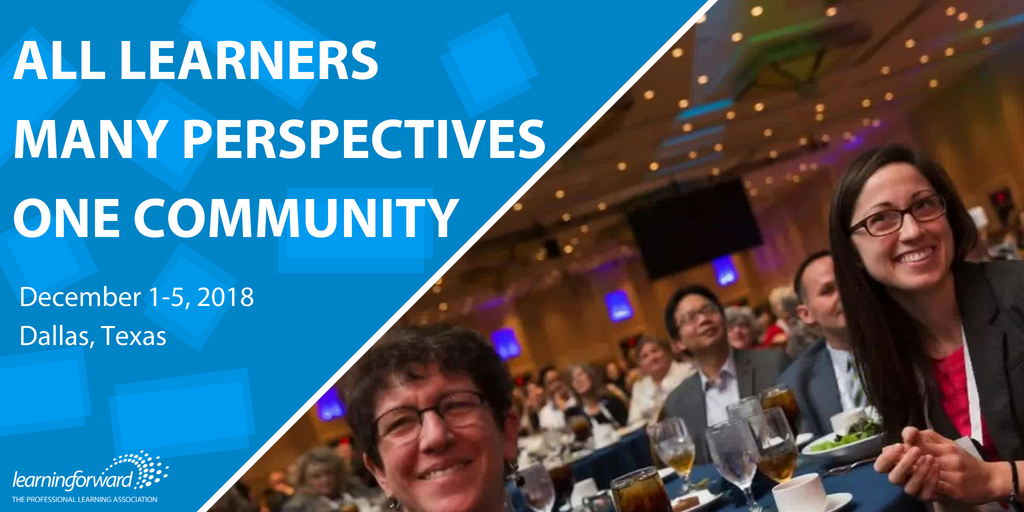 ALL LEARNERS
MANY PERSPECTIVES
ONE COMMUNITY
December 1-5, 2018
Dallas, Texas
learningforward
THE PROFESSIONAL LEARNING ASSOCIATION